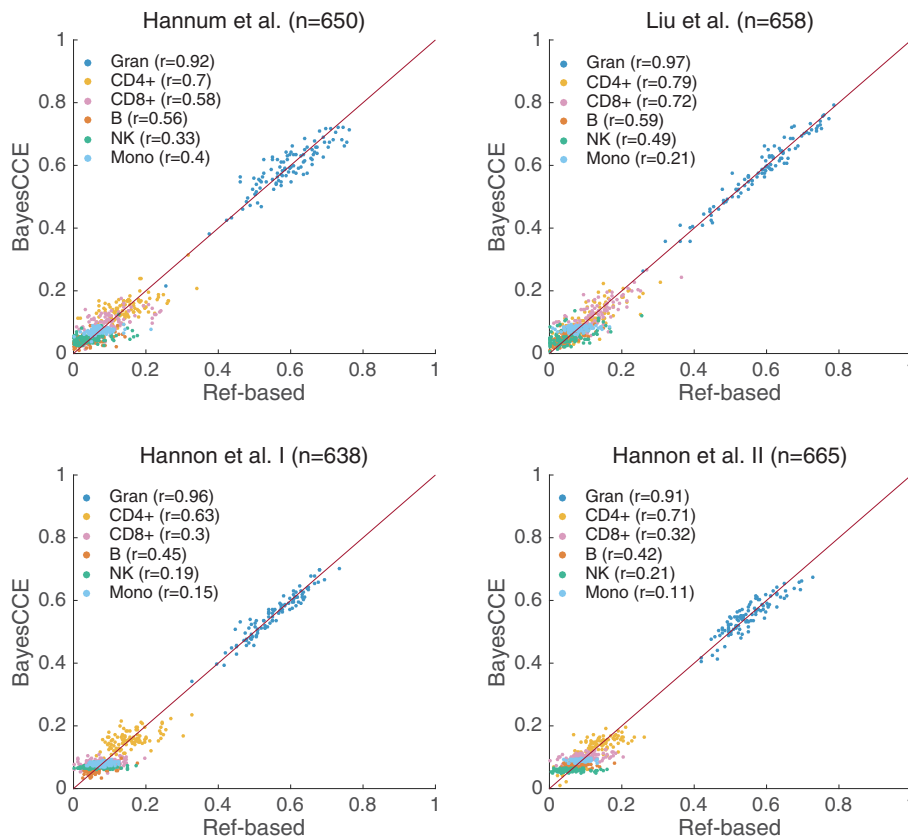 Hannum et al. (n=650)
1
0.8
0.6
0.4
0.2
0
0
0.2
0.4
0.6
0.8
1
BayesCCE
Ref-based
Gran (r=0.92)
CD4+ (r=0.7)
CD8+ (r=0.58)
B (r=0.56)
NK (r=0.33)
Mono (r=0.4)
Liu et al. (n=658)
1
0.8
0.6
0.4
0.2
0
0
0.2
0.4
0.6
0.8
1
BayesCCE
Ref-based
Gran (r=0.97)
CD4+ (r=0.79)
CD8+ (r=0.72)
B (r=0.59)
NK (r=0.49)
Mono (r=0.21)
Hannon et al. I (n=638)
1
0.8
0.6
0.4
0.2
0
0
0.2
0.4
0.6
0.8
1
BayesCCE
Ref-based
Gran (r=0.96)
CD4+ (r=0.63)
CD8+ (r=0.3)
B (r=0.45)
NK (r=0.19)
Mono (r=0.15)
Hannon et al. II (n=665)
1
0.8
0.6
0.4
0.2
0
0
0.2
0.4
0.6
0.8
1
BayesCCE
Ref-based
Gran (r=0.91)
CD4+ (r=0.71)
CD8+ (r=0.32)
B (r=0.42)
NK (r=0.21)
Mono (r=0.11)